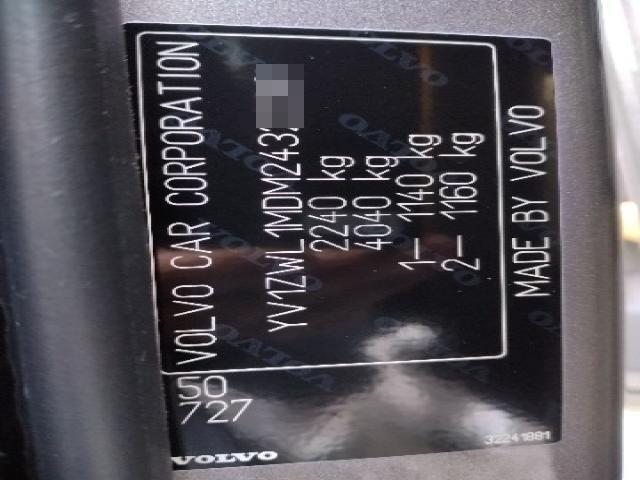 VOLVO CAR CORPORATION
YV1ZWL1MDM243
2240 kg
4040 kg
1– 1140 kg
2– 1160 kg
MADE BY VOLVO
50
727
VOLVO
32241881